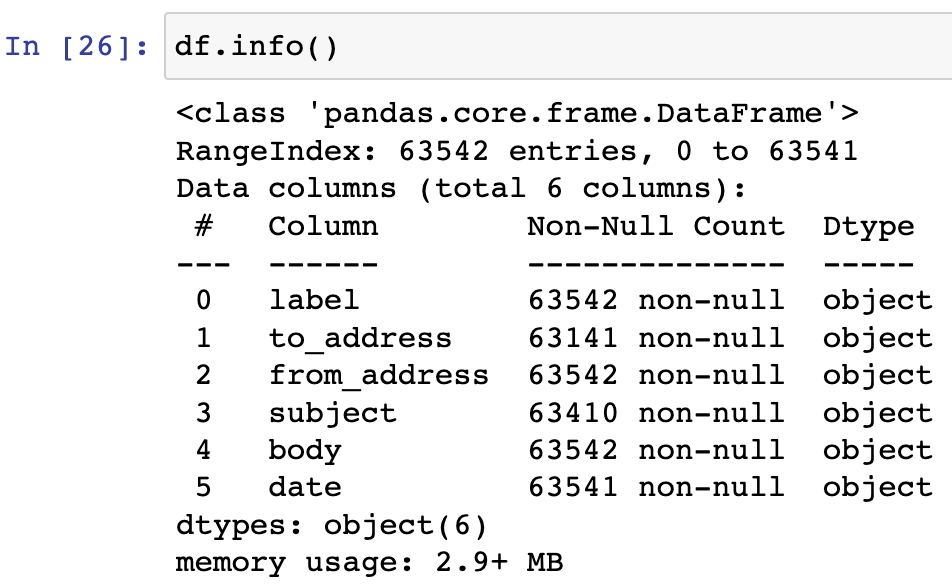 In [26]: df.info()
<class 'pandas.core.frame.DataFrame'>
RangeIndex: 63542 entries, 0 to 63541
Data columns (total 6 columns):
 #   Column        Non-Null Count  Dtype
---  ------        --------------  -----
 0   label         63542 non-null  object
 1   to_address    63141 non-null  object
 2   from_address  63542 non-null  object
 3   subject       63410 non-null  object
 4   body          63542 non-null  object
 5   date          63541 non-null  object
dtypes: object(6)
memory usage: 2.9+ MB